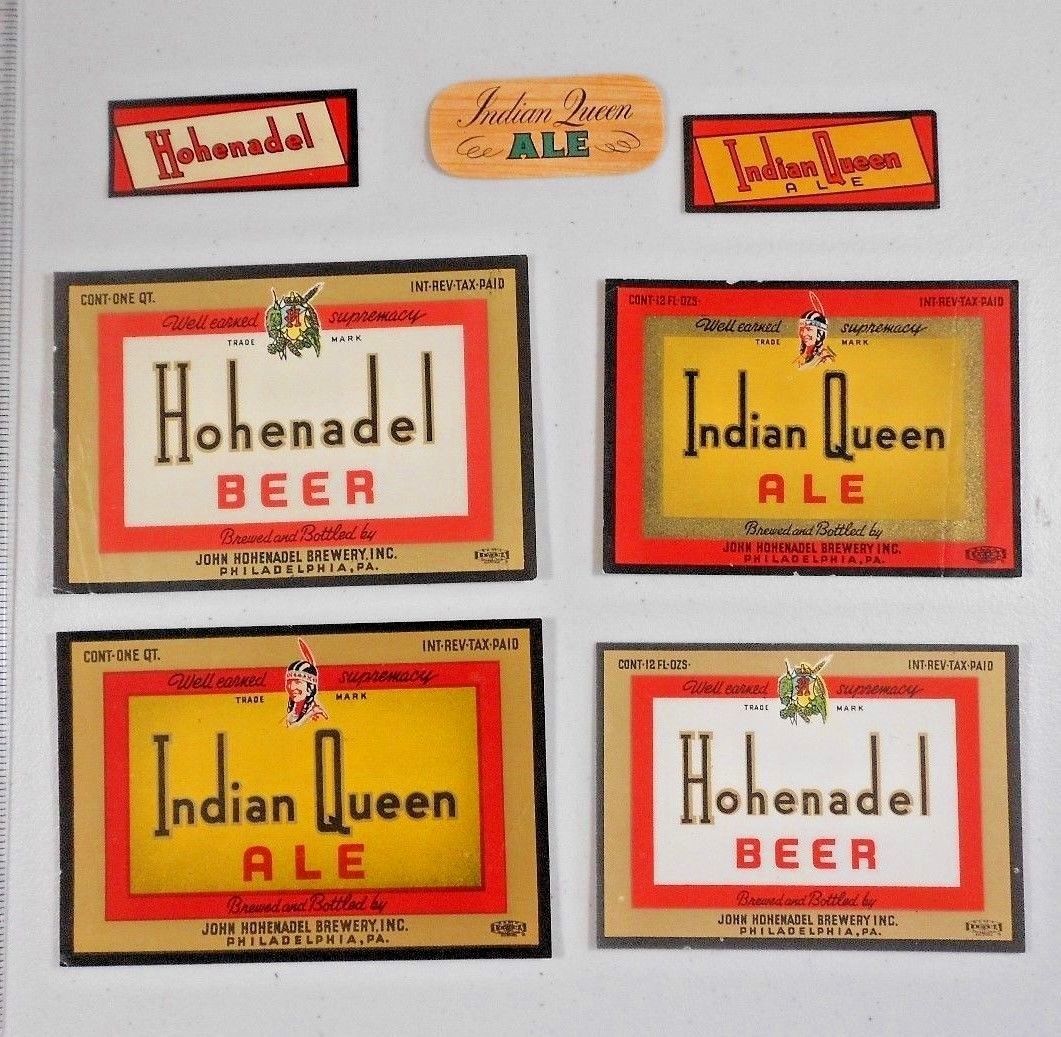 Hohenadel
Indian Queen
ALE
Indian Queen
ALE
CONT·ONE QT.
INT·REV·TAX·PAID
Well earned supremacy
TRADE MARK
Hohenadel
BEER
Brewed and Bottled by
JOHN HOHENADEL BREWERY, INC.
PHILADELPHIA, PA.
CONT·12 FL·OZS·
INT·REV·TAX·PAID
Well earned supremacy
TRADE MARK
Indian Queen
ALE
Brewed and Bottled by
JOHN HOHENADEL BREWERY INC.
PHILADELPHIA, PA.
CONT·ONE QT.
INT·REV·TAX·PAID
Well earned supremacy
TRADE MARK
Indian Queen
ALE
Brewed and Bottled by
JOHN HOHENADEL BREWERY, INC.
PHILADELPHIA, PA.
CONT·12 FL·OZS·
INT·REV·TAX·PAID
Well earned supremacy
TRADE MARK
Hohenadel
BEER
Brewed and Bottled by
JOHN HOHENADEL BREWERY INC.
PHILADELPHIA, PA.